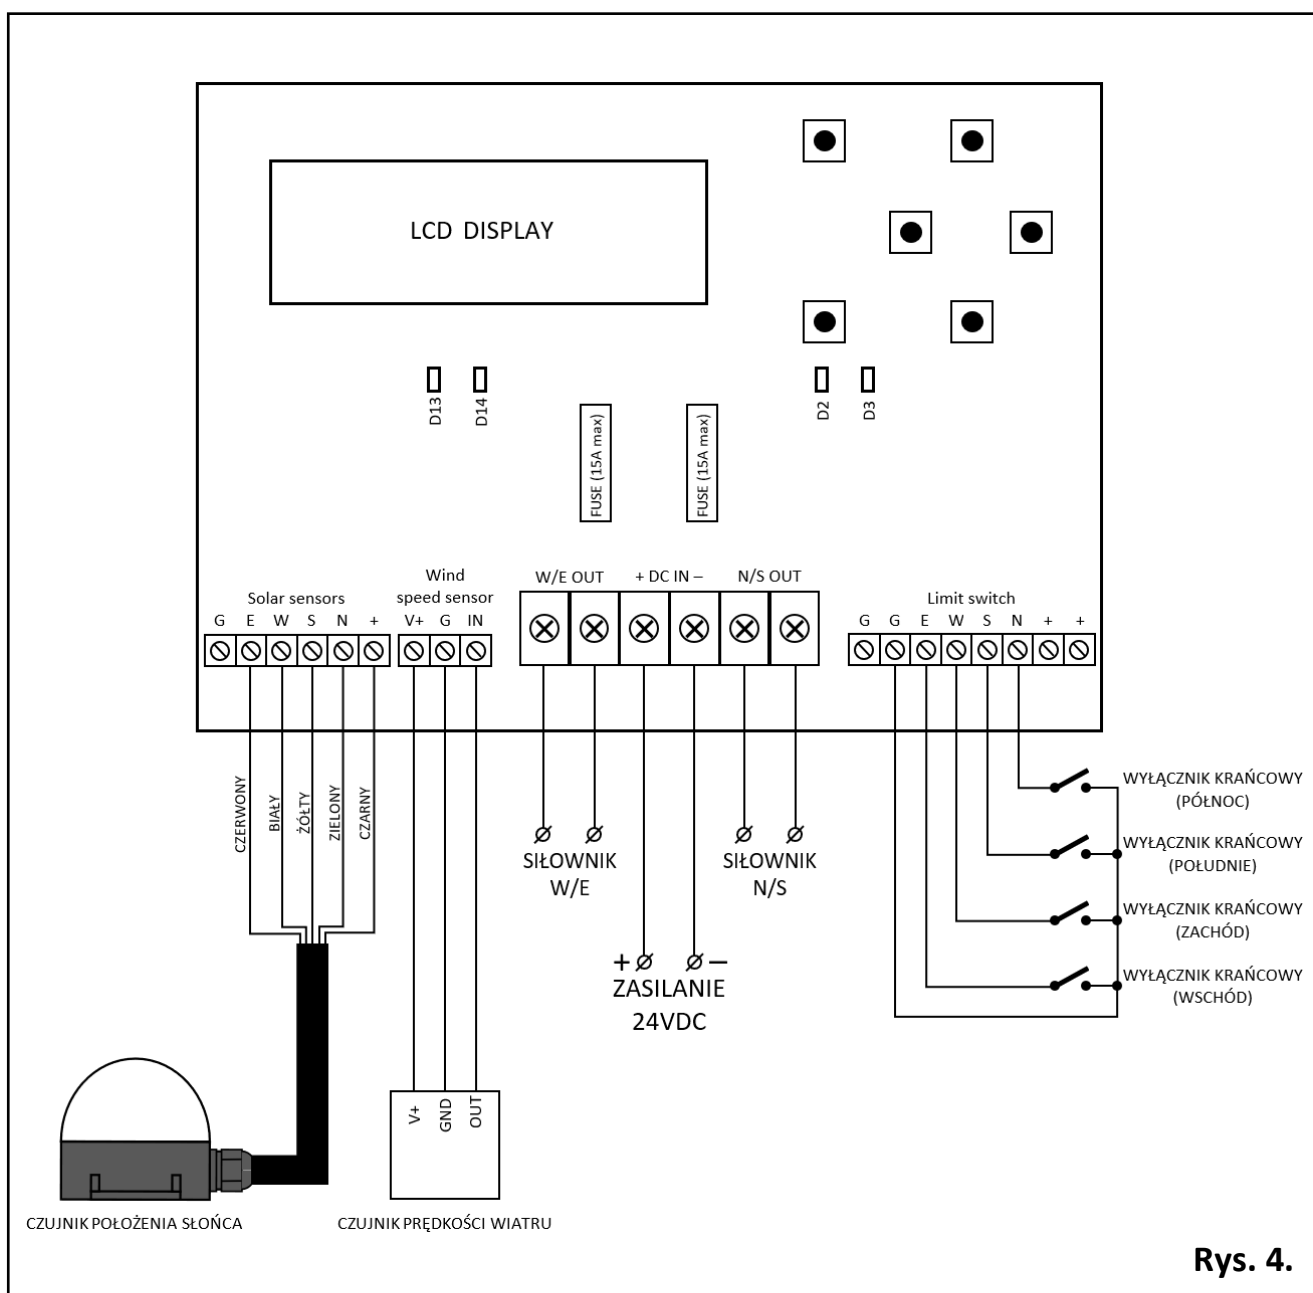 LCD DISPLAY
D13
D14
D2
D3
FUSE (15A max)
FUSE (15A max)
Solar sensors
G E W S N +
Wind
speed sensor
V+ G IN
W/E OUT
+ DC IN –
N/S OUT
Limit switch
G G E W S N + +
CZERWONY
BIAŁY
ŻÓŁTY
ZIELONY
CZARNY
SIŁOWNIK
W/E
SIŁOWNIK
N/S
+ –
ZASILANIE
24VDC
WYŁĄCZNIK KRAŃCOWY
(PÓŁNOC)
WYŁĄCZNIK KRAŃCOWY
(POŁUDNIE)
WYŁĄCZNIK KRAŃCOWY
(ZACHÓD)
WYŁĄCZNIK KRAŃCOWY
(WSCHÓD)
V+
GND
OUT
CZUJNIK POŁOŻENIA SŁOŃCA
CZUJNIK PRĘDKOŚCI WIATRU
Rys. 4.